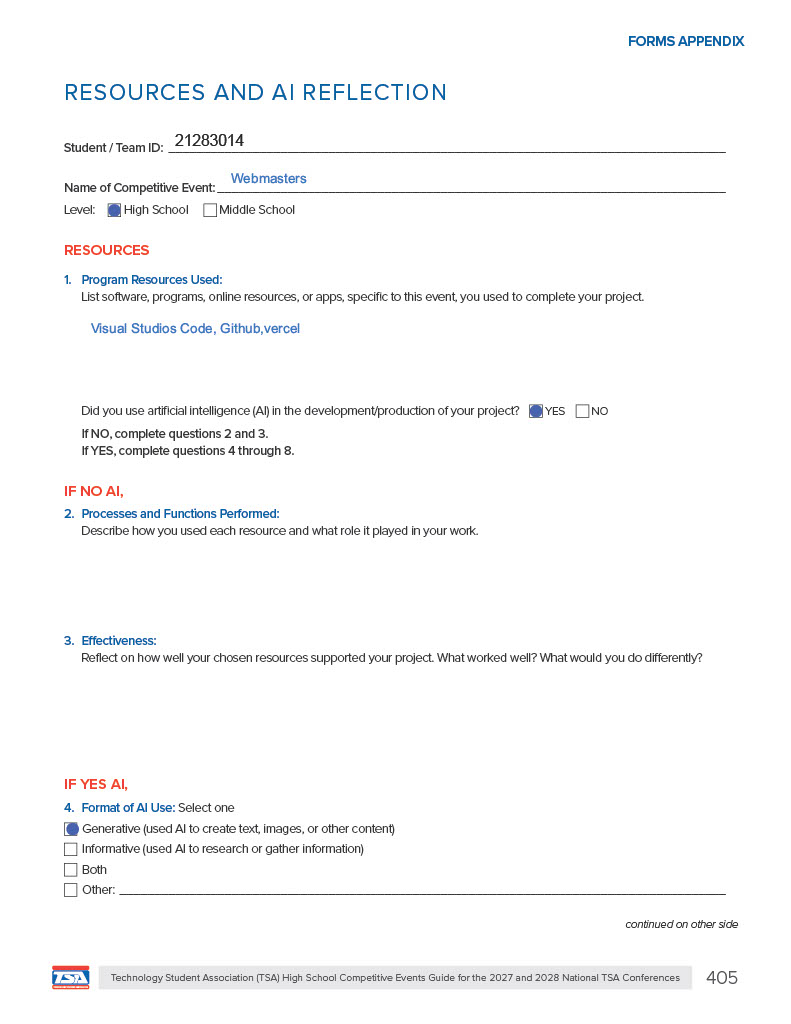 FORMS APPENDIX
RESOURCES AND AI REFLECTION
Student / Team ID: 21283014
Name of Competitive Event: Webmasters
Level: High School Middle School
RESOURCES
1. Program Resources Used:
List software, programs, online resources, or apps, specific to this event, you used to complete your project.
Visual Studios Code, Github,vercel
Did you use artificial intelligence (AI) in the development/production of your project? YES NO
If NO, complete questions 2 and 3.
If YES, complete questions 4 through 8.
IF NO AI,
2. Processes and Functions Performed:
Describe how you used each resource and what role it played in your work.
3. Effectiveness:
Reflect on how well your chosen resources supported your project. What worked well? What would you do differently?
IF YES AI,
4. Format of AI Use: Select one
Generative (used AI to create text, images, or other content)
Informative (used AI to research or gather information)
Both
Other:
continued on other side
TSA Technology Student Association (TSA) High School Competitive Events Guide for the 2027 and 2028 National TSA Conferences 405